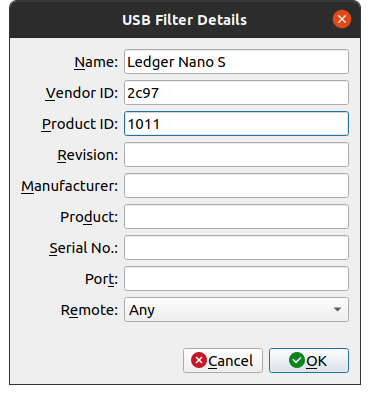 USB Filter Details
Name: Ledger Nano S
Vendor ID: 2c97
Product ID: 1011
Revision:
Manufacturer:
Product:
Serial No.:
Port:
Remote: Any
Cancel OK